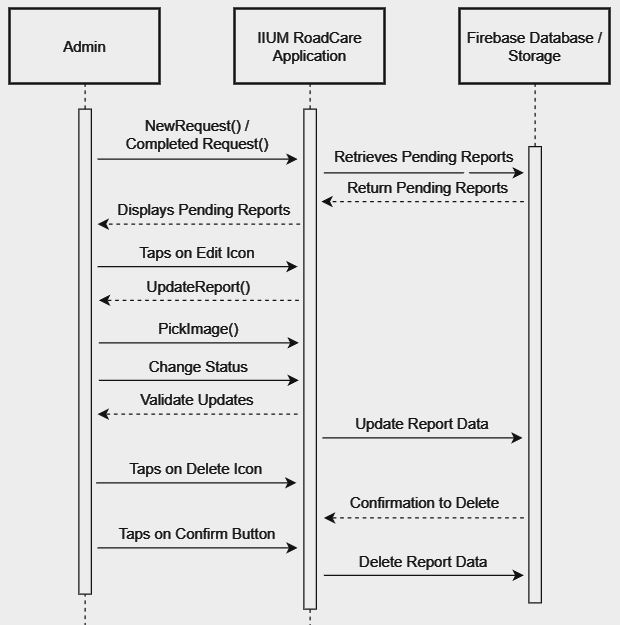 Admin
IIUM RoadCare
Application
Firebase Database /
Storage
NewRequest() /
Completed Request()
Retrieves Pending Reports
Return Pending Reports
Displays Pending Reports
Taps on Edit Icon
UpdateReport()
PickImage()
Change Status
Validate Updates
Update Report Data
Taps on Delete Icon
Confirmation to Delete
Taps on Confirm Button
Delete Report Data